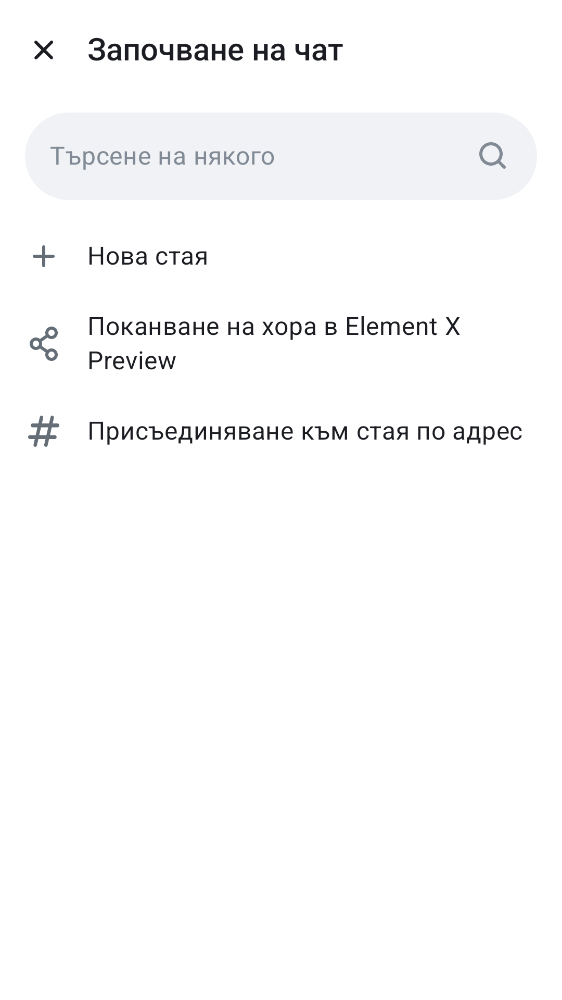 Започване на чат
Търсене на някого
Нова стая
Поканване на хора в Element X
Preview
Присъединяване към стая по адрес